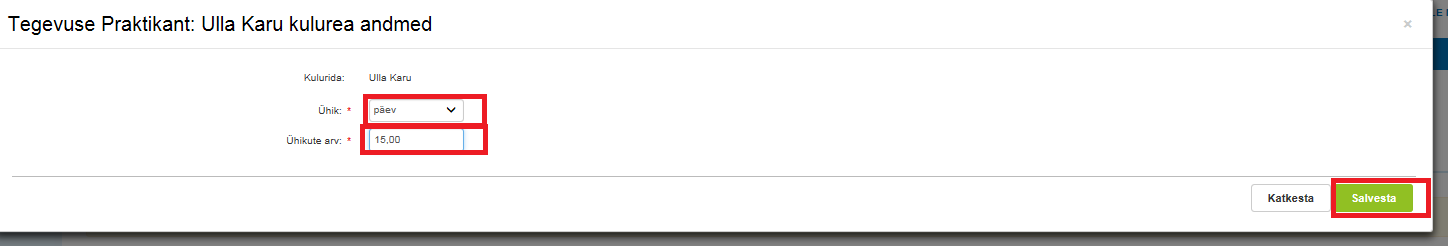 Tegevuse Praktikant: Ulla Karu kulurea andmed
×
Kulurida: Ulla Karu
Ühik: * päev
Ühikute arv: * 15,00
Katkesta Salvesta